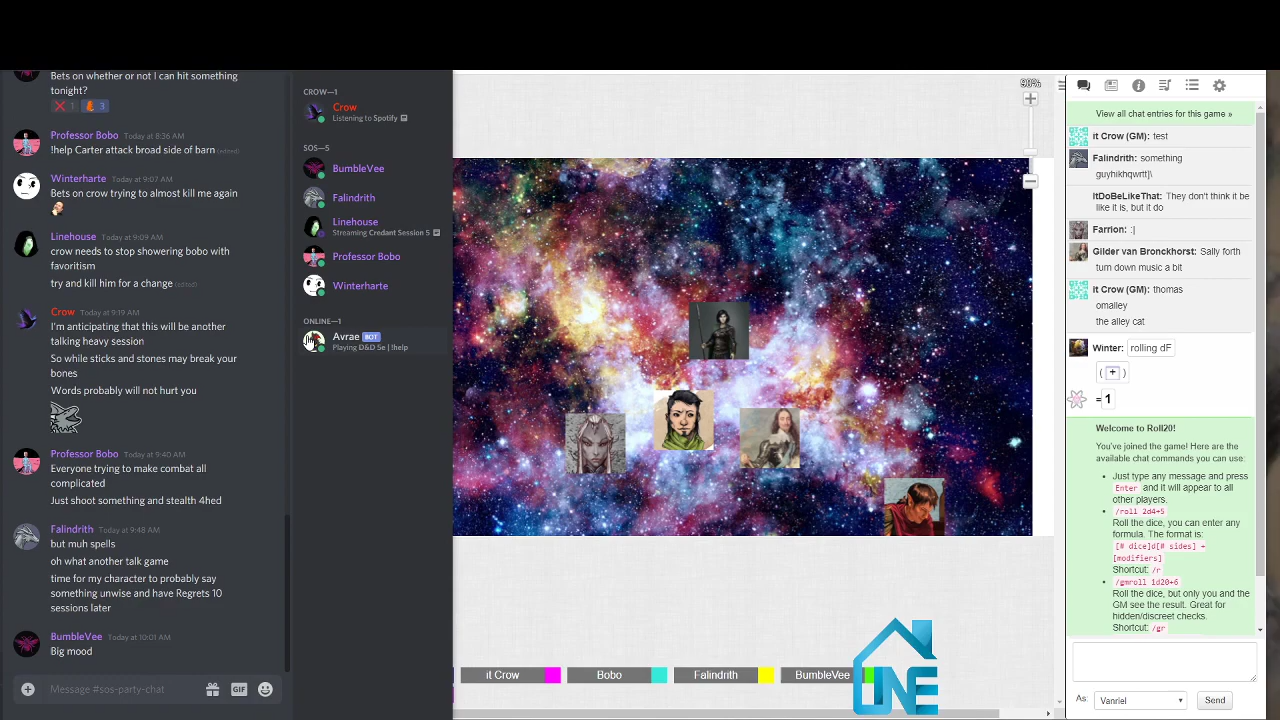 Bets on whether or not I can hit something
tonight?
1
3
Professor Bobo Today at 8:36 AM
!help Carter attack broad side of barn (edited)
Winterharte Today at 9:07 AM
Bets on crow trying to almost kill me again
Linehouse Today at 9:09 AM
crow needs to stop showering bobo with
favoritism
try and kill him for a change (edited)
Crow Today at 9:19 AM
I'm anticipating that this will be another
talking heavy session
So while sticks and stones may break your
bones
Words probably will not hurt you
Professor Bobo Today at 9:40 AM
Everyone trying to make combat all
complicated
Just shoot something and stealth 4hed
Falindrith Today at 9:48 AM
but muh spells
oh what another talk game
time for my character to probably say
something unwise and have Regrets 10
sessions later
BumbleVee Today at 10:01 AM
Big mood
Message #sos-party-chat
GIF
CROW—1
Crow
Listening to Spotify
SOS—5
BumbleVee
Falindrith
Linehouse
Streaming Credant Session 5
Professor Bobo
Winterharte
ONLINE—1
Avrae BOT
Playing D&D 5e | !help
90%
it Crow
Bobo
Falindrith
BumbleVee
LINE
View all chat entries for this game »
it Crow (GM): test
Falindrith: something
guyhikhqwrtt]\
ItDoBeLikeThat: They don't think it be
like it is, but it do
Farrion: :|
Gilder van Bronckhorst: Sally forth
turn down music a bit
it Crow (GM): thomas
omalley
the alley cat
Winter: rolling dF
( + )
=1
Welcome to Roll20!
You've joined the game! Here are the
available chat commands you can use:
• Just type any message and press
Enter and it will appear to all
other players.
• /roll 2d4+5
Roll the dice, you can enter any
formula. The format is:
[# dice]d[# sides] +
[modifiers]
Shortcut: /r
• /gmroll 1d20+6
Roll the dice, but only you and the
GM see the result. Great for
hidden/discreet checks.
Shortcut: /gr
As: Vanriel Send